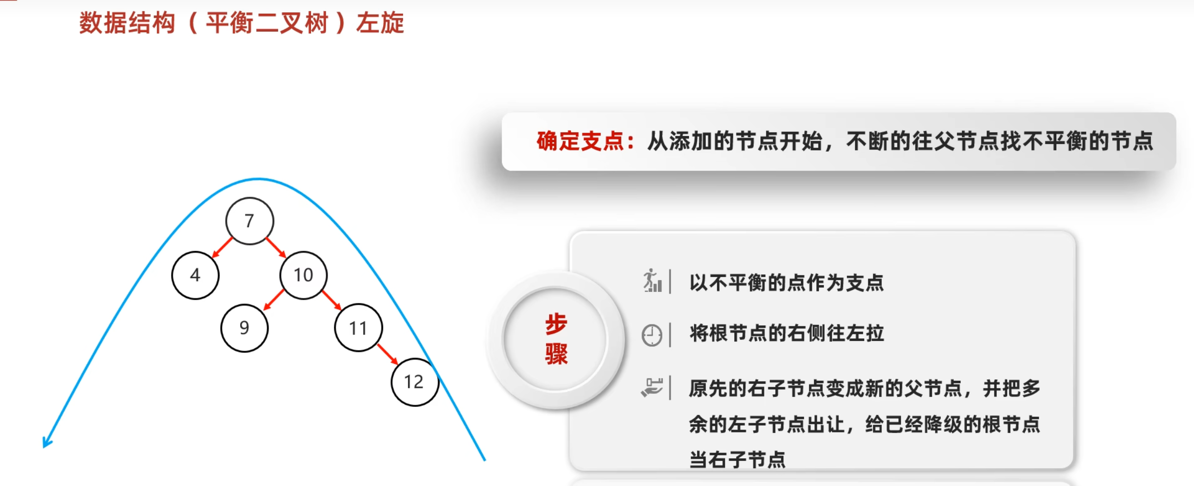 数据结构（平衡二叉树）左旋
确定支点：从添加的节点开始，不断的往父节点找不平衡的节点
7
4
10
9
11
12
步
骤
以不平衡的点作为支点
将根节点的右侧往左拉
原先的右子节点变成新的父节点，并把多
余的左子节点出让，给已经降级的根节点
当右子节点